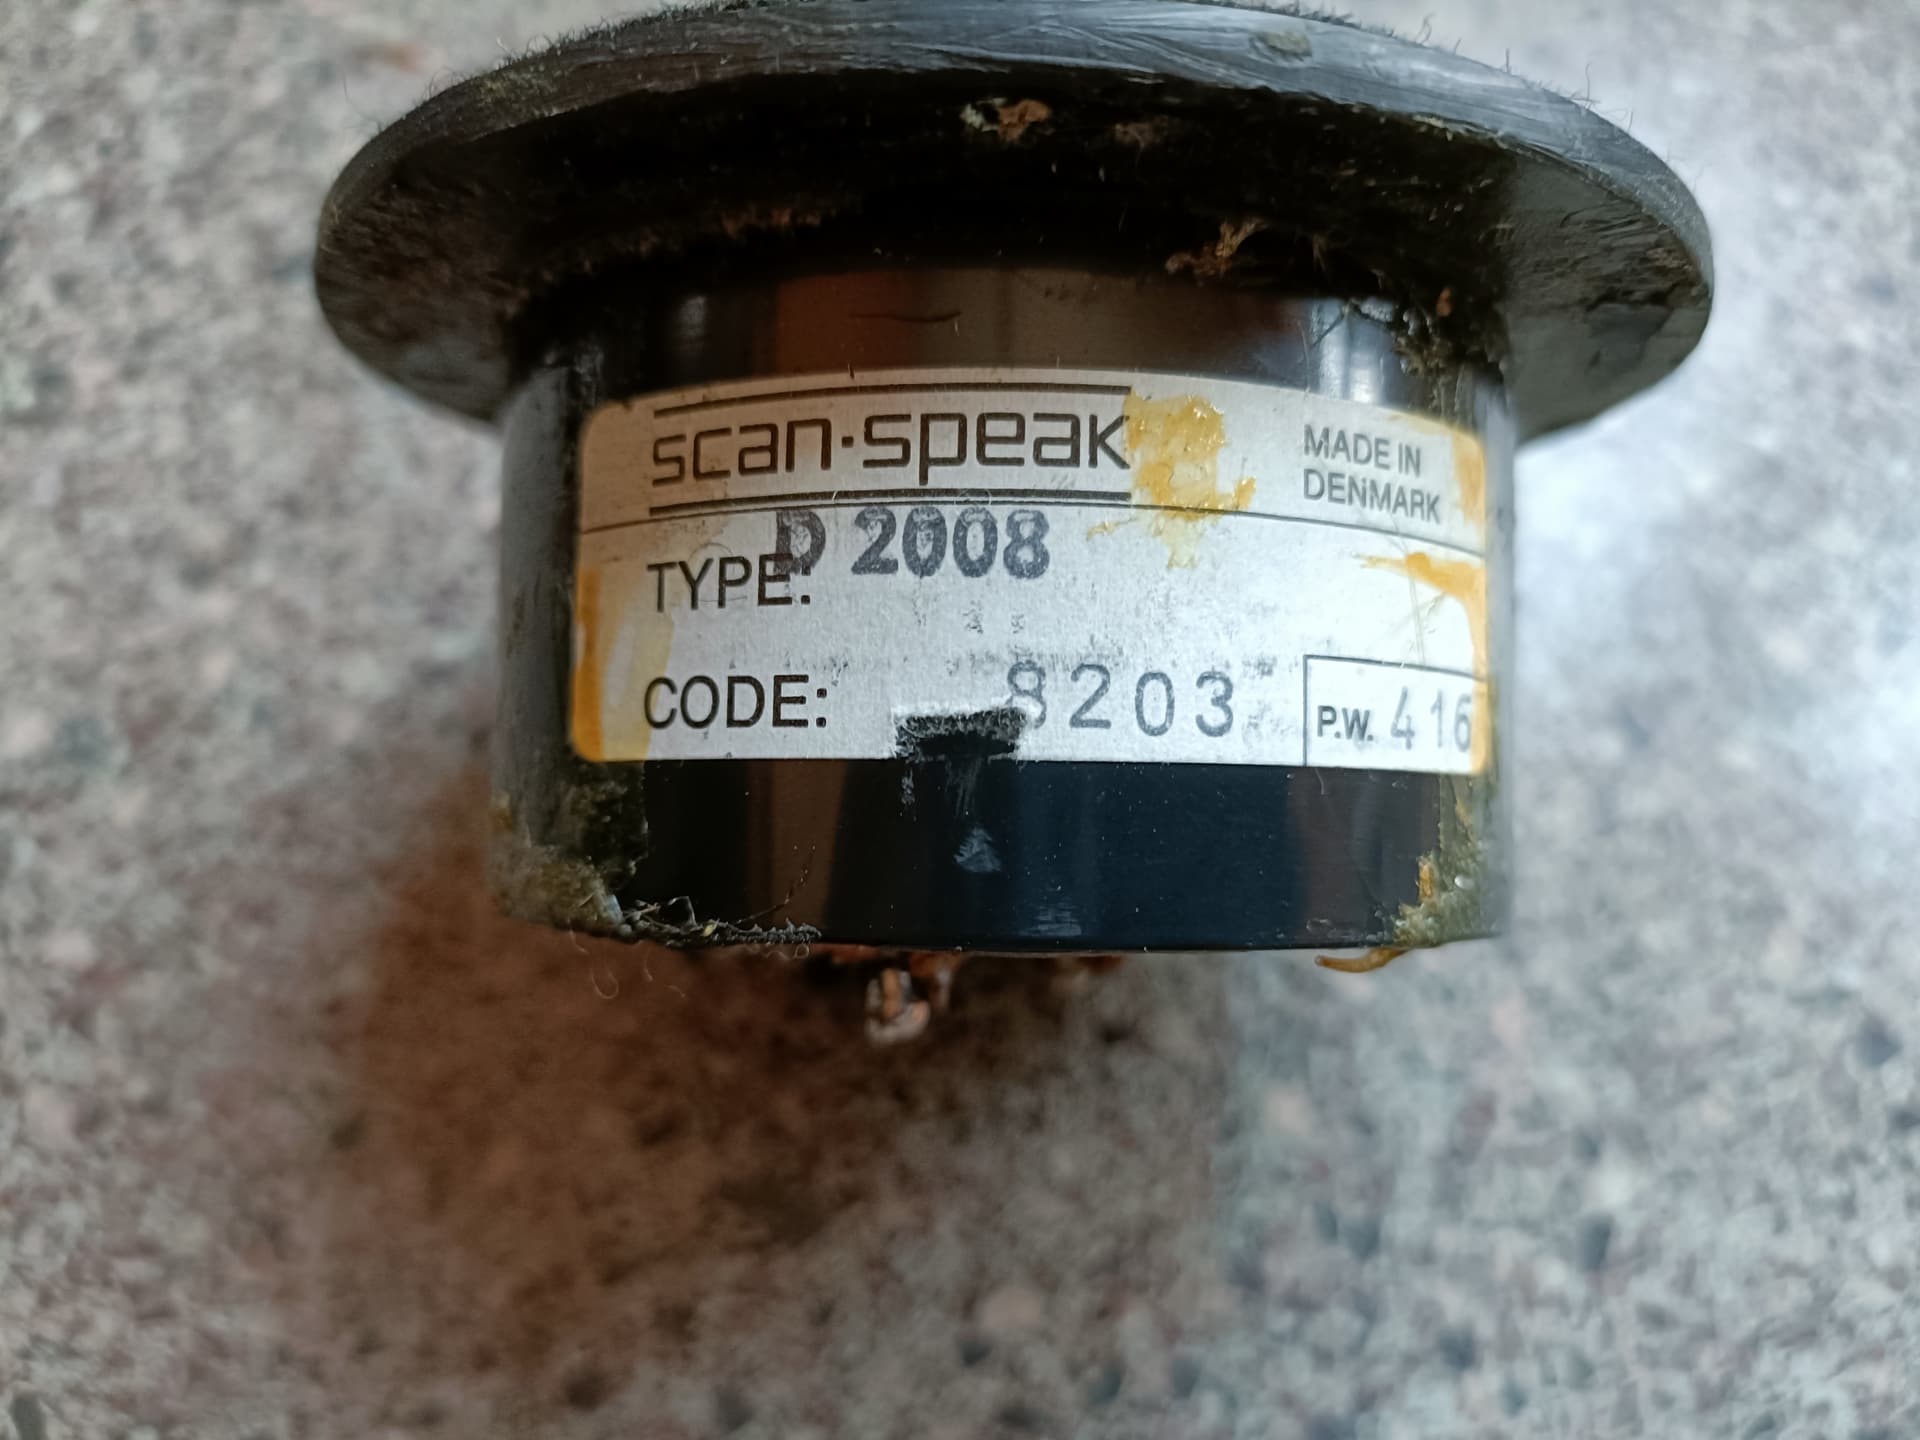 scan·speak
MADE IN
DENMARK
TYPE: D 2008
CODE: 8203
P.W. 416